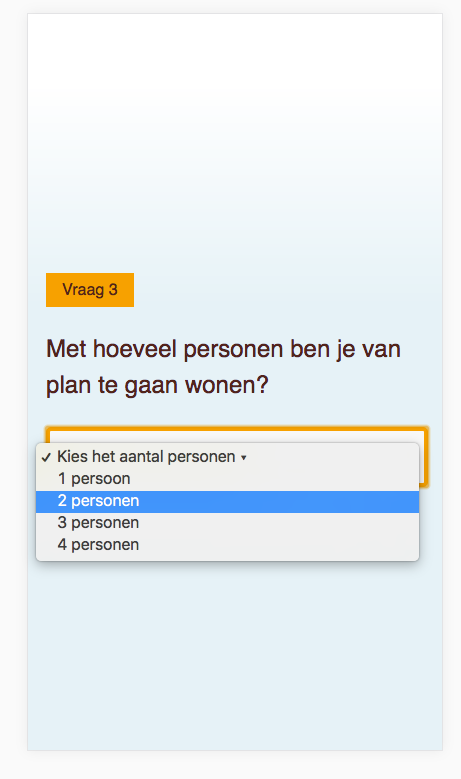 Vraag 3
Met hoeveel personen ben je van
plan te gaan wonen?
✓ Kies het aantal personen ▾
1 persoon
2 personen
3 personen
4 personen